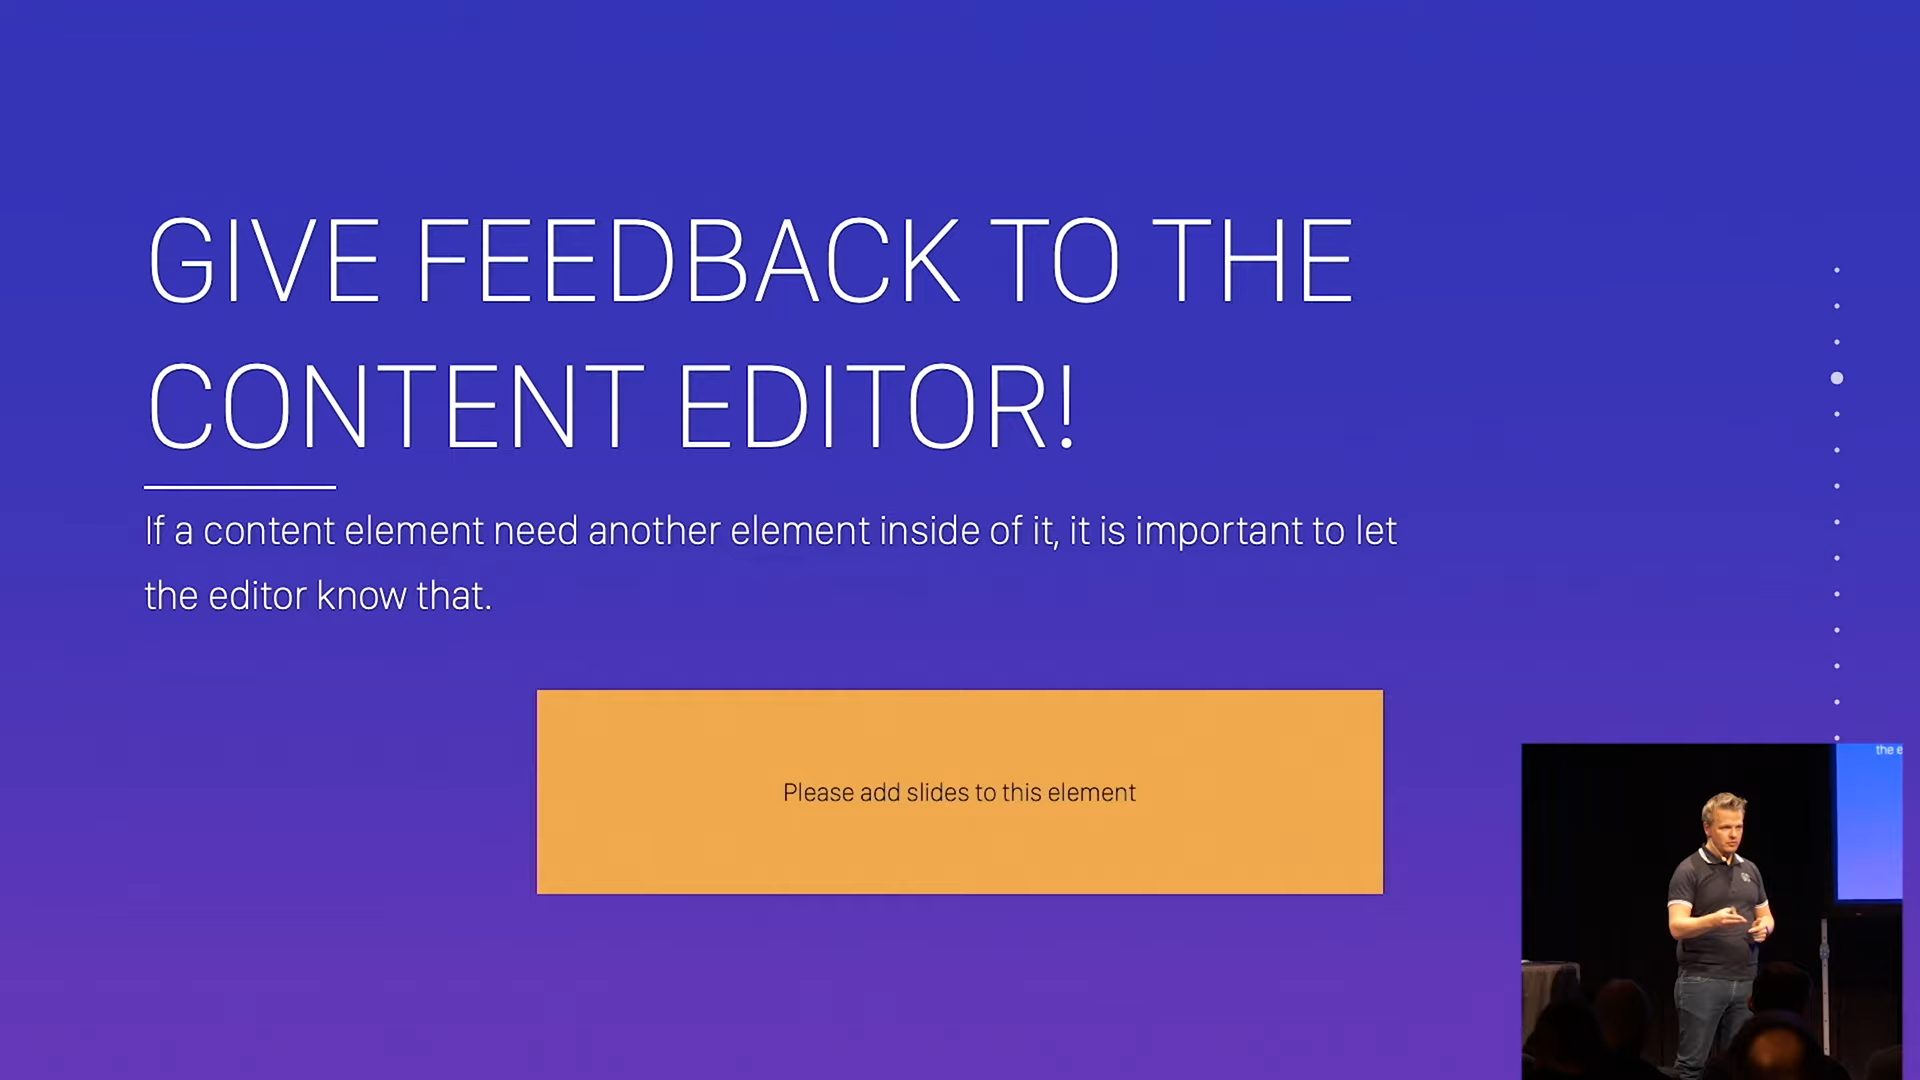 GIVE FEEDBACK TO THE
CONTENT EDITOR!
If a content element need another element inside of it, it is important to let
the editor know that.
Please add slides to this element
the e